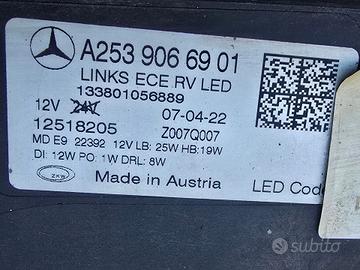 A253 906 69 01
LINKS ECE RV LED
133801056889
12V 24V 07-04-22
12518205 Z007Q007
MD E9 22392 12V LB: 25W HB: 19W
DI: 12W PO: 1W DRL: 8W
ZKW Made in Austria LED Code
subito